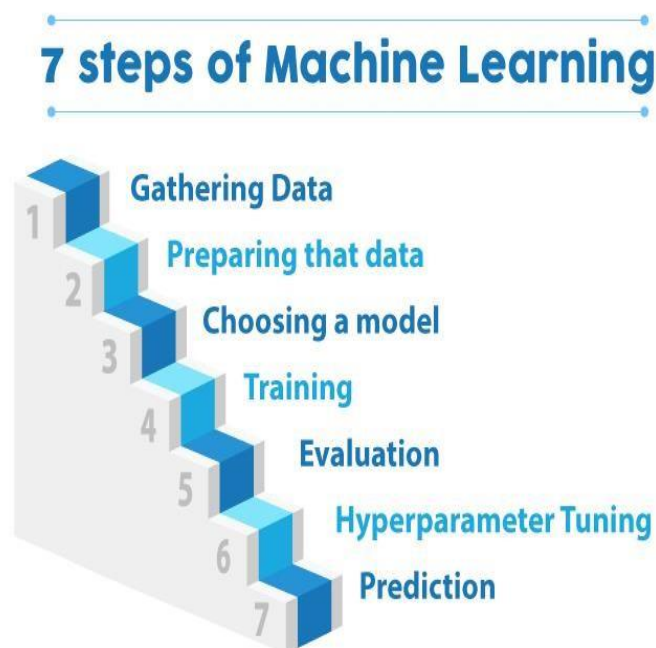 7 steps of Machine Learning
1 Gathering Data
2 Preparing that data
3 Choosing a model
4 Training
5 Evaluation
6 Hyperparameter Tuning
7 Prediction